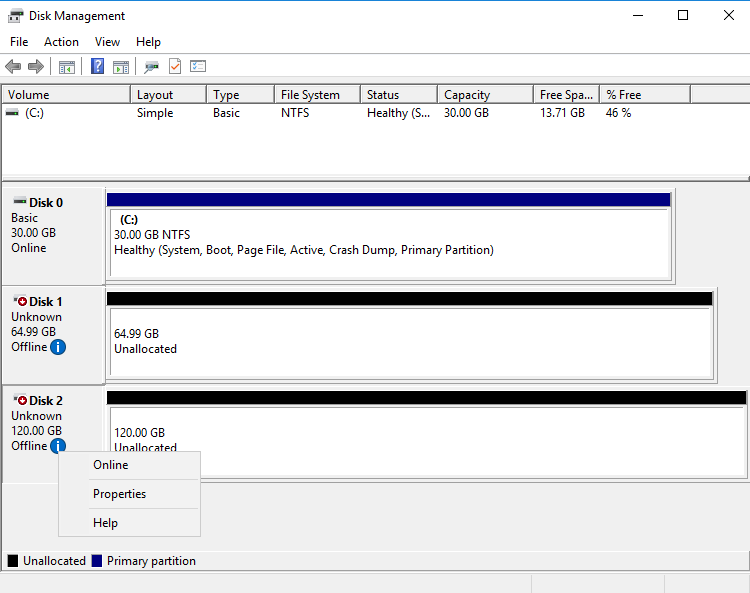 Disk Management
File Action View Help
Volume Layout Type File System Status Capacity Free Spa... % Free
(C:) Simple Basic NTFS Healthy (S... 30.00 GB 13.71 GB 46 %
Disk 0
Basic
30.00 GB
Online
(C:)
30.00 GB NTFS
Healthy (System, Boot, Page File, Active, Crash Dump, Primary Partition)
Disk 1
Unknown
64.99 GB
Offline
64.99 GB
Unallocated
Disk 2
Unknown
120.00 GB
Offline
120.00 GB
Unallocated
Online
Properties
Help
Unallocated Primary partition